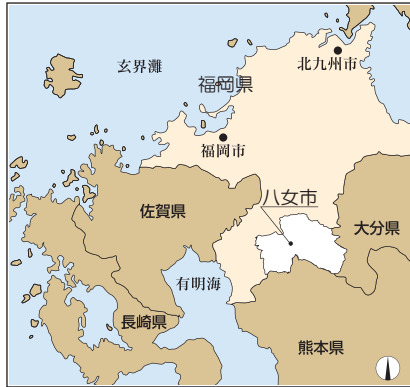 玄界灘
北九州市
福岡県
福岡市
佐賀県
八女市
大分県
有明海
長崎県
熊本県